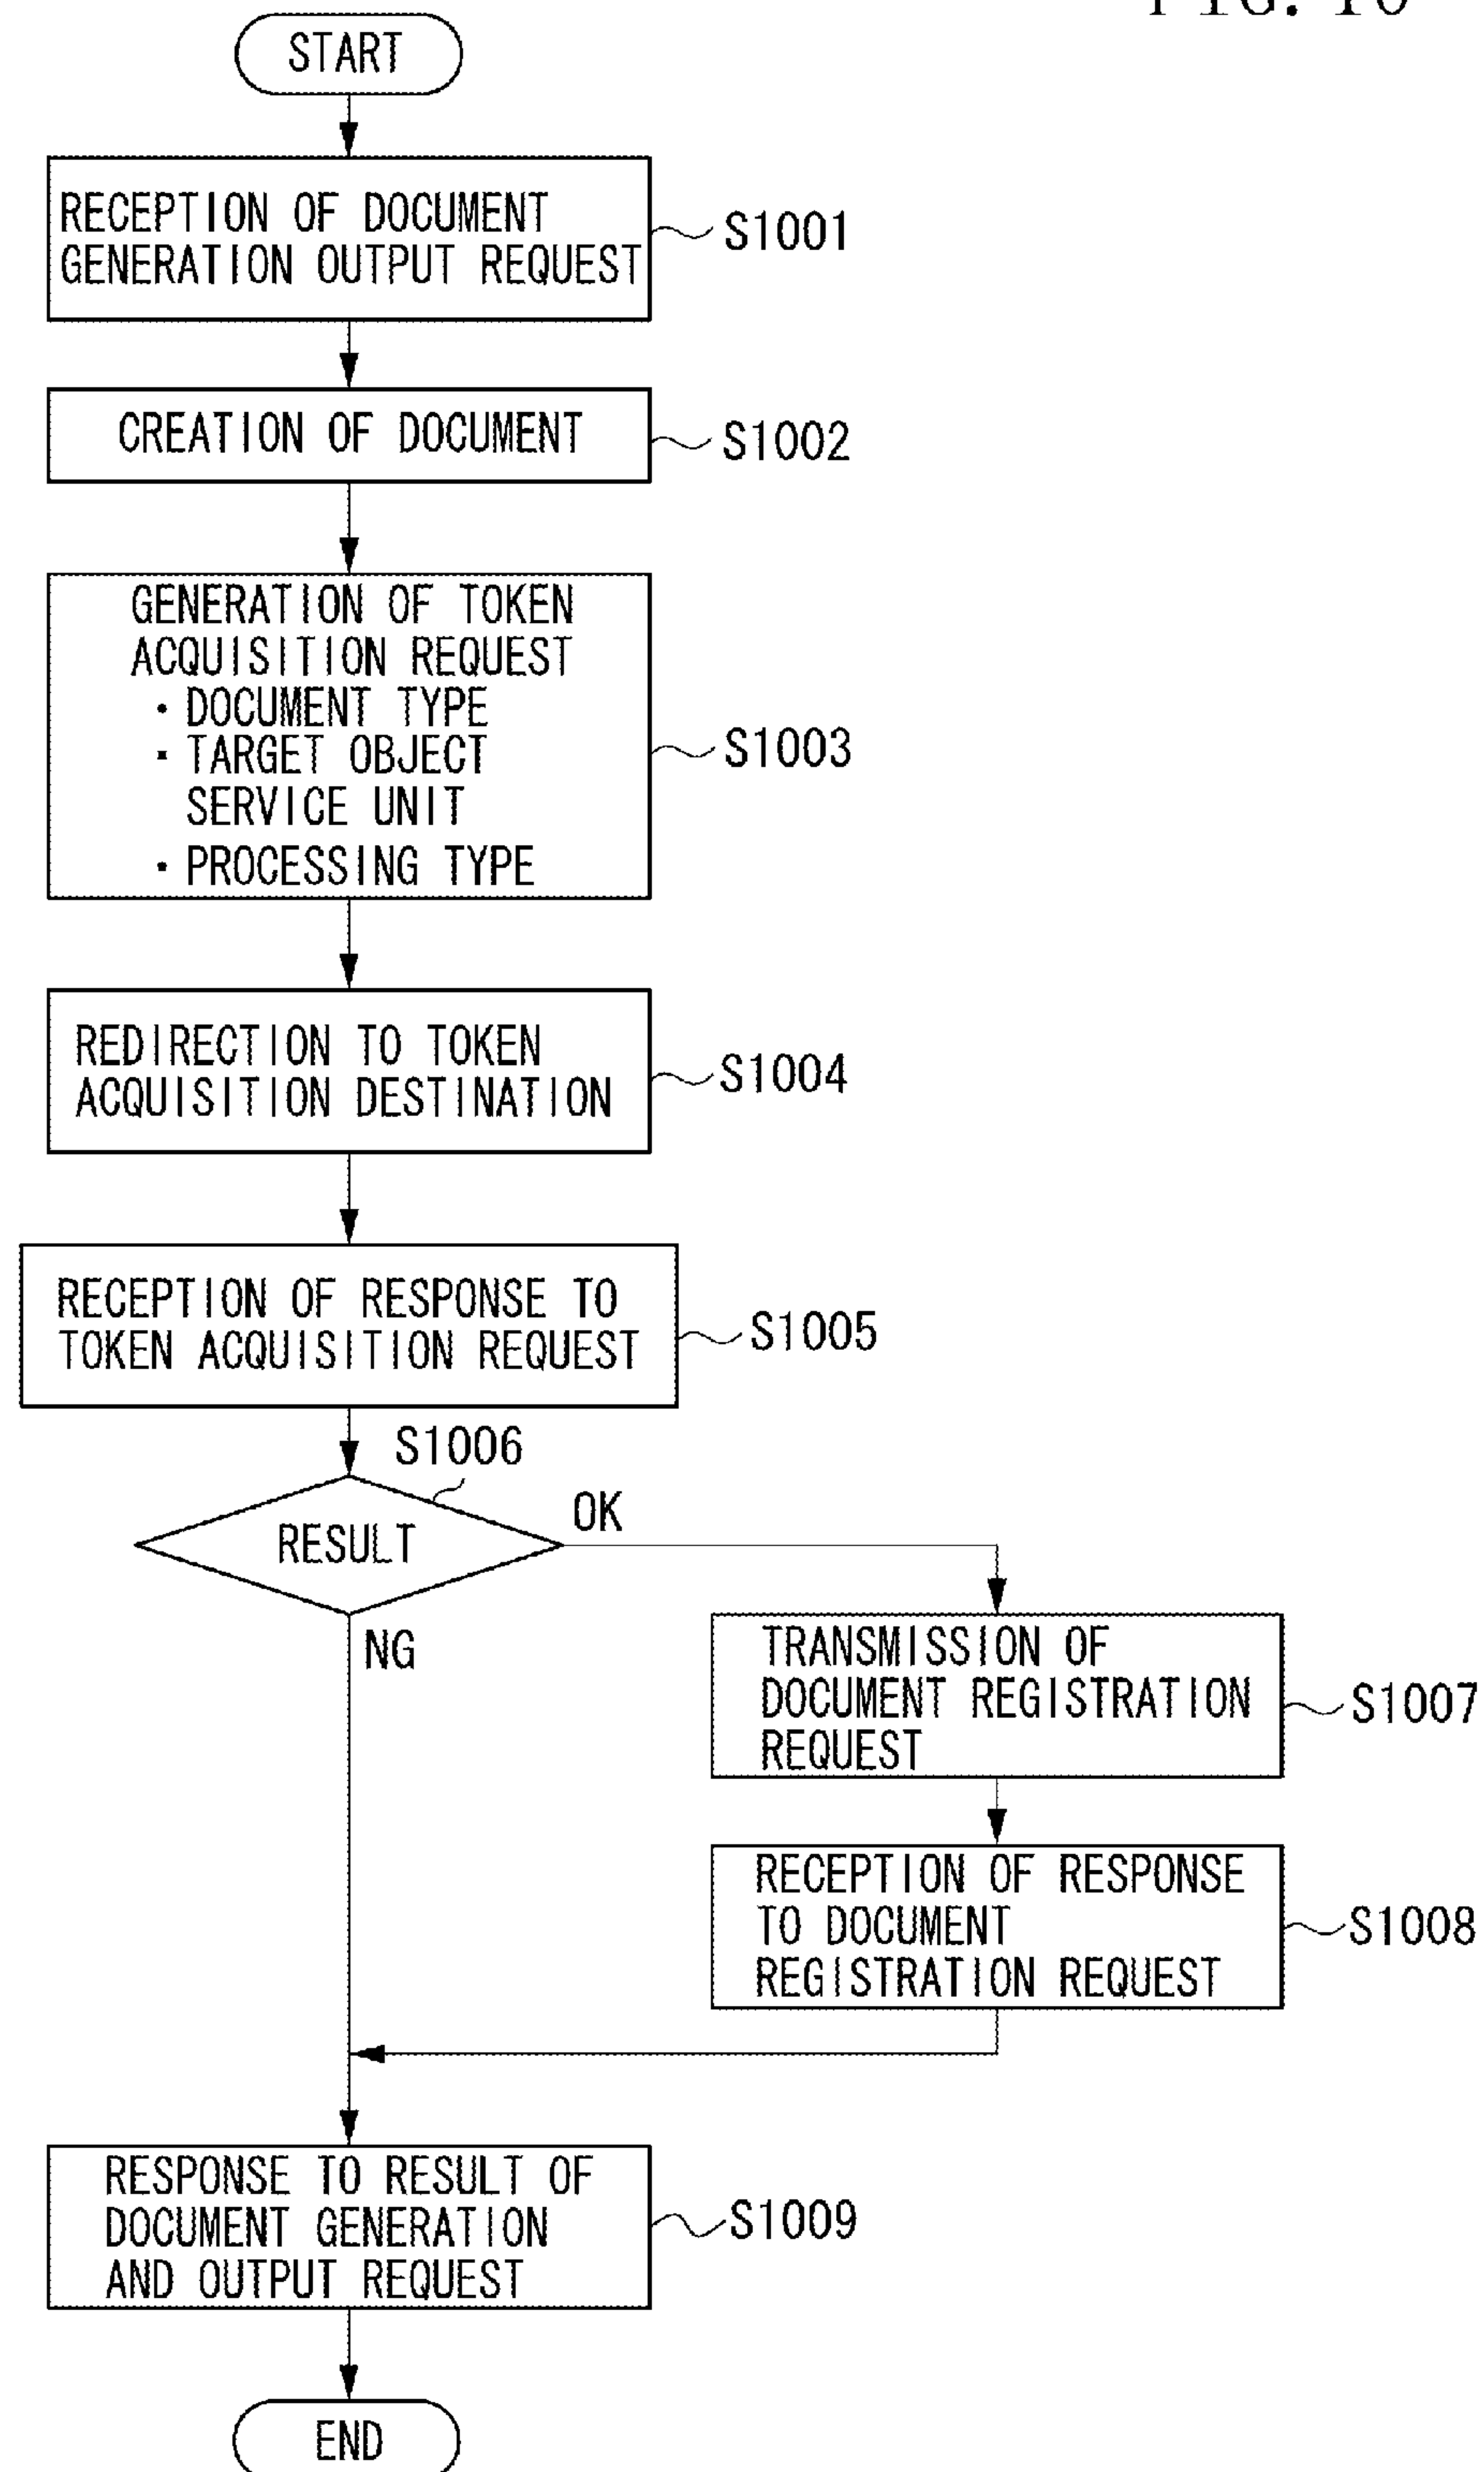 FIG. 10
START
RECEPTION OF DOCUMENT
GENERATION OUTPUT REQUEST
S1001
CREATION OF DOCUMENT
S1002
GENERATION OF TOKEN
ACQUISITION REQUEST
・DOCUMENT TYPE
・TARGET OBJECT
SERVICE UNIT
・PROCESSING TYPE
S1003
REDIRECTION TO TOKEN
ACQUISITION DESTINATION
S1004
RECEPTION OF RESPONSE TO
TOKEN ACQUISITION REQUEST
S1005
S1006
RESULT
OK
NG
TRANSMISSION OF
DOCUMENT REGISTRATION
REQUEST
S1007
RECEPTION OF RESPONSE
TO DOCUMENT
REGISTRATION REQUEST
S1008
RESPONSE TO RESULT OF
DOCUMENT GENERATION
AND OUTPUT REQUEST
S1009
END